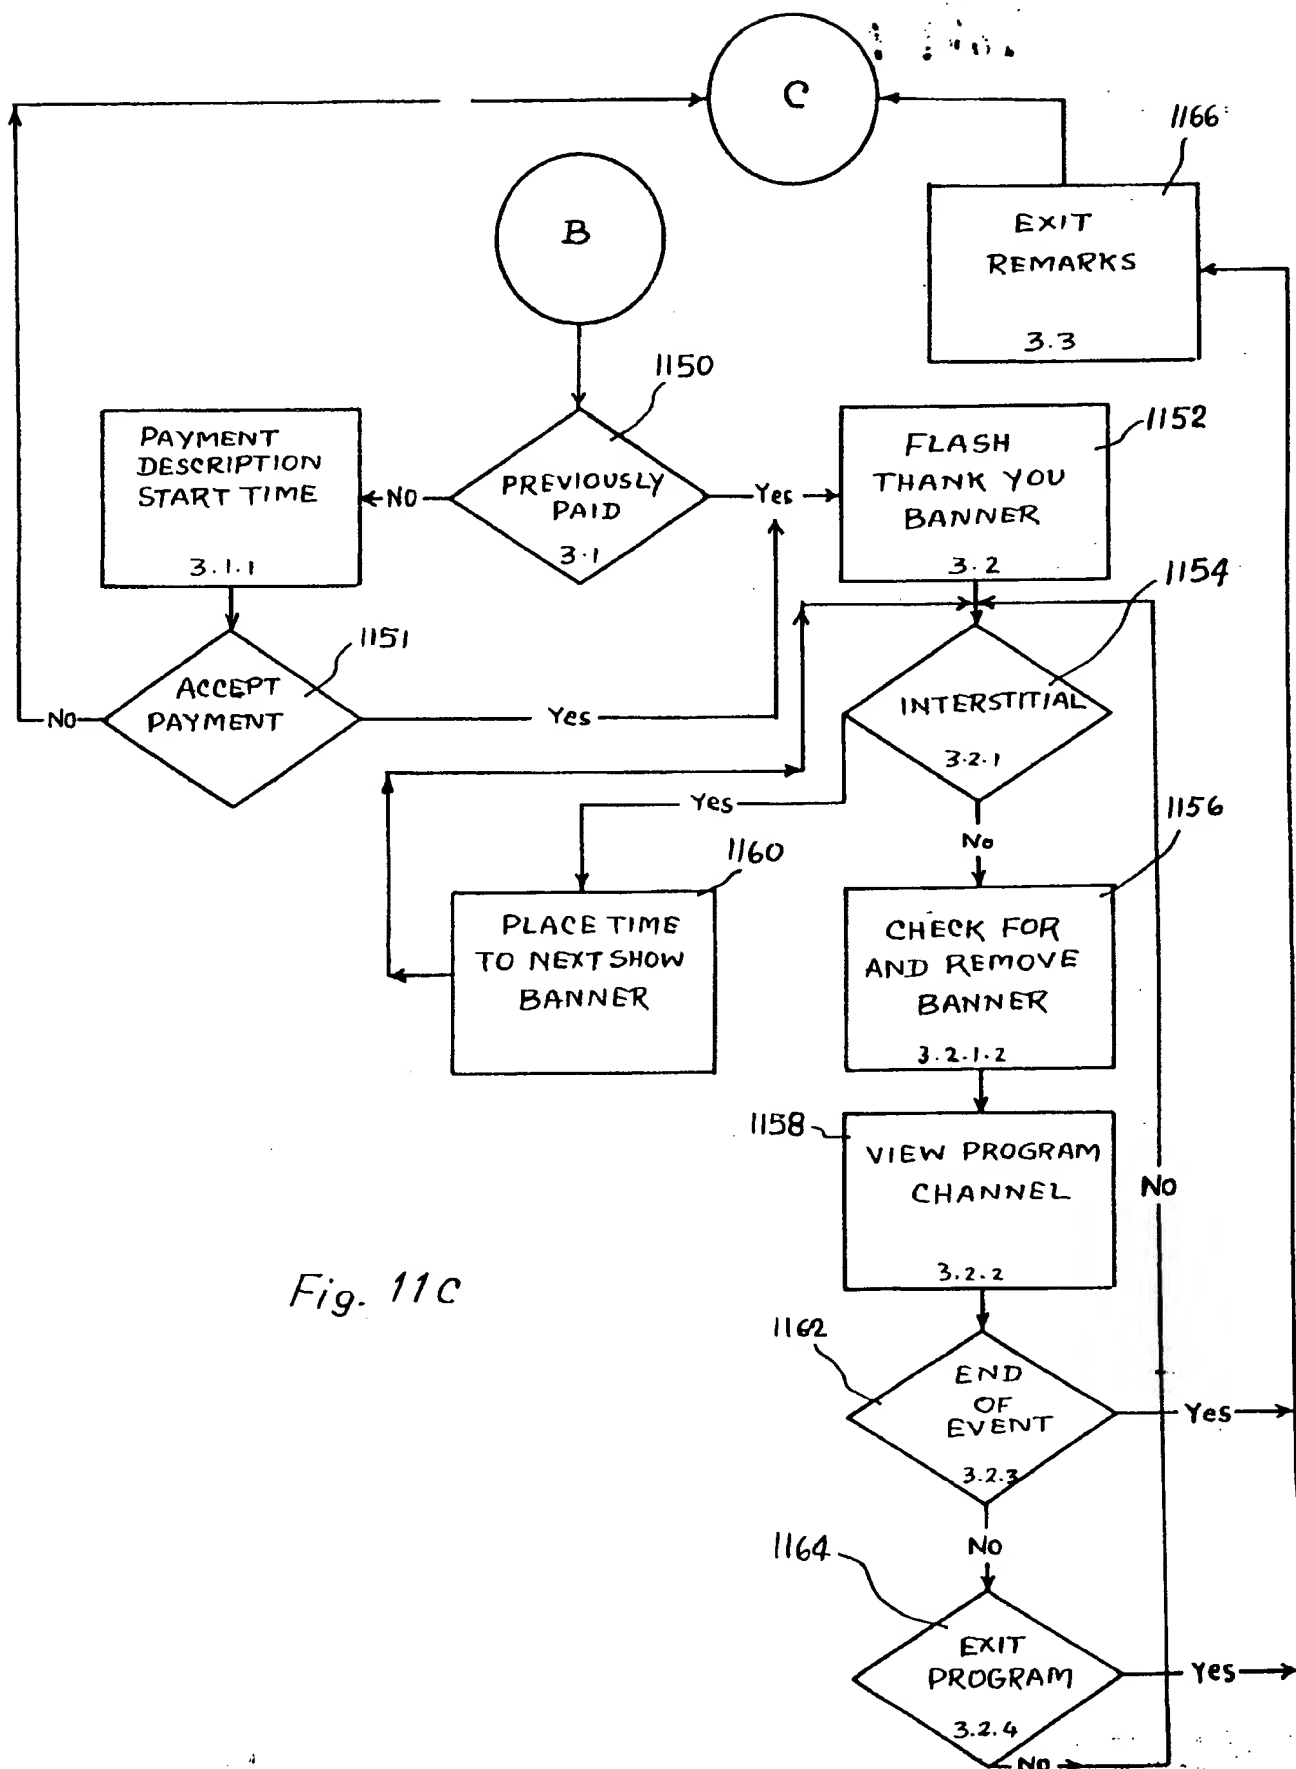 C
1166
EXIT
REMARKS
3.3
B
1150
PREVIOUSLY
PAID
3.1
PAYMENT
DESCRIPTION
START TIME
3.1.1
NO
Yes
1152
FLASH
THANK YOU
BANNER
3.2
1151
ACCEPT
PAYMENT
No
Yes
1154
INTERSTITIAL
3.2.1
Yes
No
1160
PLACE TIME
TO NEXT SHOW
BANNER
1156
CHECK FOR
AND REMOVE
BANNER
3.2.1.2
1158
VIEW PROGRAM
CHANNEL
3.2.2
No
Fig. 11C
1162
END
OF
EVENT
3.2.3
Yes
No
1164
EXIT
PROGRAM
3.2.4
Yes
No